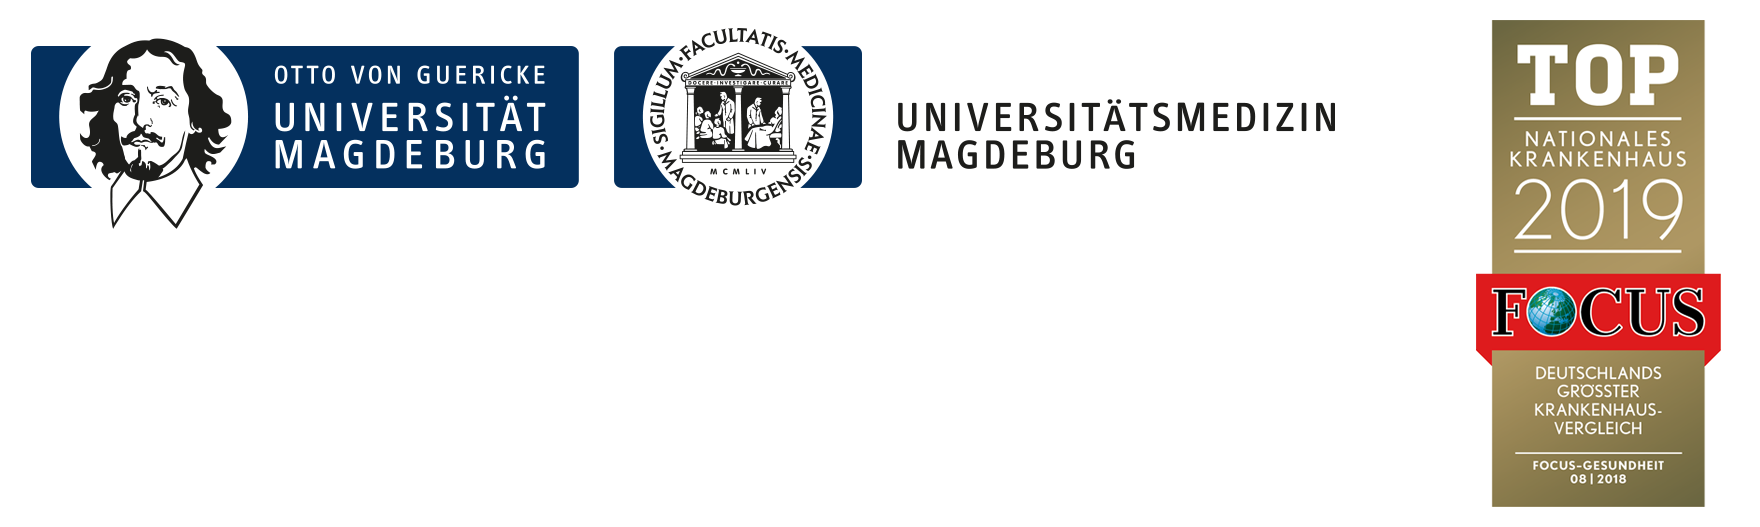 OTTO VON GUERICKE
UNIVERSITÄT
MAGDEBURG
SIGILLUM·FACULTATIS·MEDICINAE·MAGDEBURGENSIS·
DOCERE·INVESTIGARE·CURARE
MCMLIV
UNIVERSITÄTSMEDIZIN
MAGDEBURG
TOP
NATIONALES
KRANKENHAUS
2019
FOCUS
DEUTSCHLANDS
GRÖSSTER
KRANKENHAUS-
VERGLEICH
FOCUS-GESUNDHEIT
08 | 2018